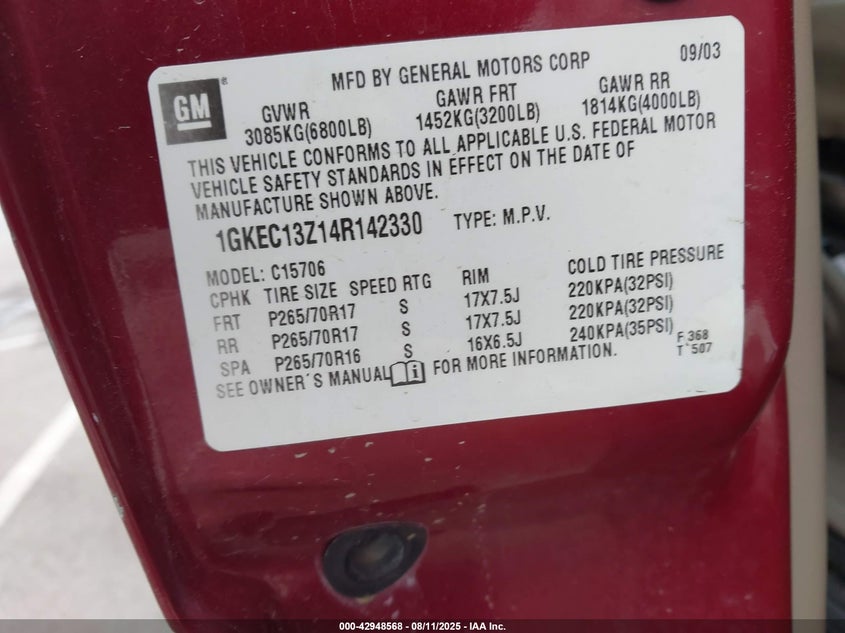 GM®
MFD BY GENERAL MOTORS CORP 09/03
GVWR GAWR FRT GAWR RR
3085KG(6800LB) 1452KG(3200LB) 1814KG(4000LB)
THIS VEHICLE CONFORMS TO ALL APPLICABLE U.S. FEDERAL MOTOR
VEHICLE SAFETY STANDARDS IN EFFECT ON THE DATE OF
MANUFACTURE SHOWN ABOVE.
1GKEC13Z14R142330 TYPE: M.P.V.
MODEL: C15706
CPHK TIRE SIZE SPEED RTG RIM COLD TIRE PRESSURE
FRT P265/70R17 S 17X7.5J 220KPA(32PSI)
RR P265/70R17 S 17X7.5J 220KPA(32PSI)
SPA P265/70R16 S 16X6.5J 240KPA(35PSI)
SEE OWNER'S MANUAL FOR MORE INFORMATION.
F 368
T 507
000-42948568 - 08/11/2025 - IAA Inc.